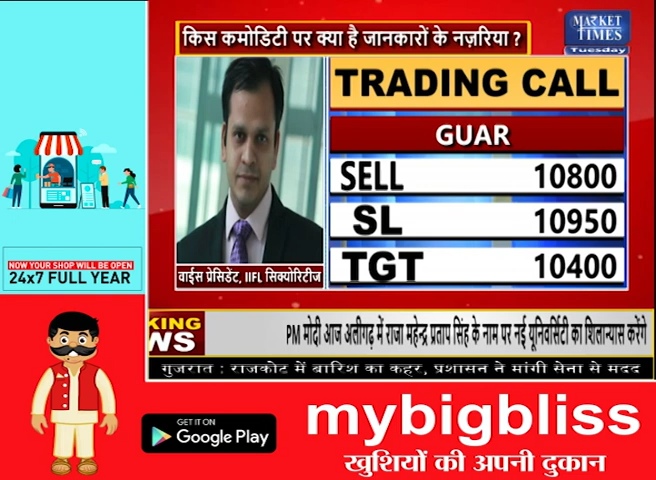 किस कमोडिटी पर क्या है जानकारों के नज़रिया ?
MARKET
TIMES
Tuesday
TRADING CALL
GUAR
SELL 10800
SL 10950
TGT 10400
वाईस प्रेसिडेंट, IIFL सिक्योरिटीज
NOW YOUR SHOP WILL BE OPEN
24x7 FULL YEAR
KING
WS
PM मोदी आज अलीगढ़ में राजा महेन्द्र प्रताप सिंह के नाम पर नई यूनिवर्सिटी का शिलान्यास करेंगे
गुजरात : राजकोट में बारिश का कहर, प्रशासन ने मांगी सेना से मदद
GET IT ON
Google Play
mybigbliss
खुशियों की अपनी दुकान